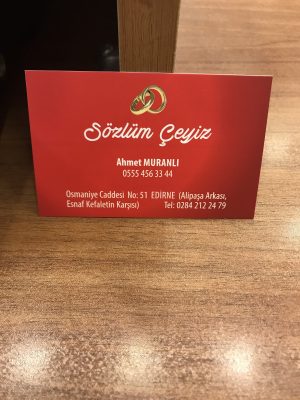 Sözlüm Çeyiz
Ahmet MURANLI
0555 456 33 44
Osmaniye Caddesi No: 51 EDİRNE (Alipaşa Arkası,
Esnaf Kefaletin Karşısı) Tel: 0284 212 24 79